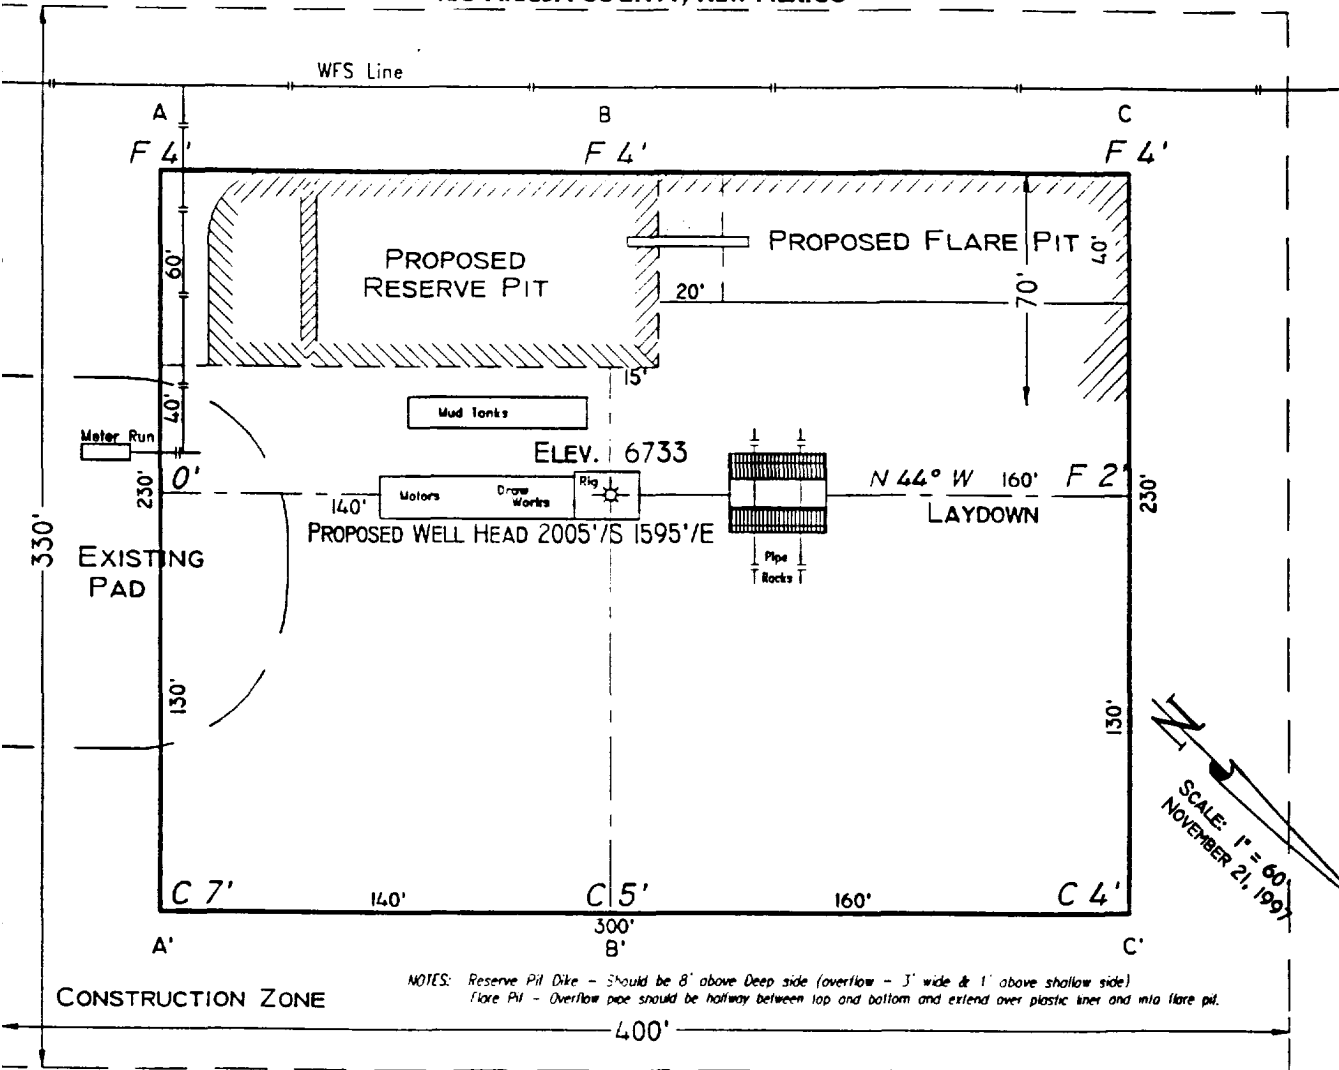 WFS Line
A
B
C
F 4'
F 4'
F 4'
60'
PROPOSED
RESERVE PIT
PROPOSED FLARE PIT
40'
70'
20'
15'
40'
Mud Tanks
Meter Run
ELEV. 6733
0'
230'
140'
Motors
Draw
Works
Rig
N 44° W
160'
F 2'
LAYDOWN
230'
PROPOSED WELL HEAD 2005'/S 1595'/E
Pipe
Racks
330'
EXISTING
PAD
130'
130'
N
SCALE: 1" = 60'
NOVEMBER 21, 1997
C 7'
140'
C 5'
160'
C 4'
300'
A'
B'
C'
NOTES: Reserve Pit Dike - Should be 8' above Deep side (overflow - 3' wide & 1' above shallow side)
Flare Pit - Overflow pipe should be halfway between top and bottom and extend over plastic liner and into flare pit.
CONSTRUCTION ZONE
400'